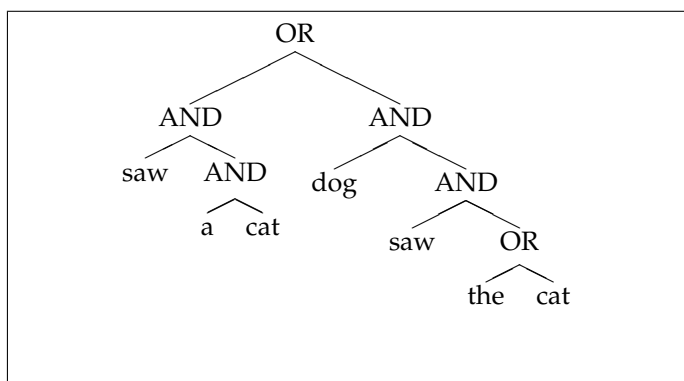 OR
AND AND
saw AND dog AND
a cat saw OR
the cat